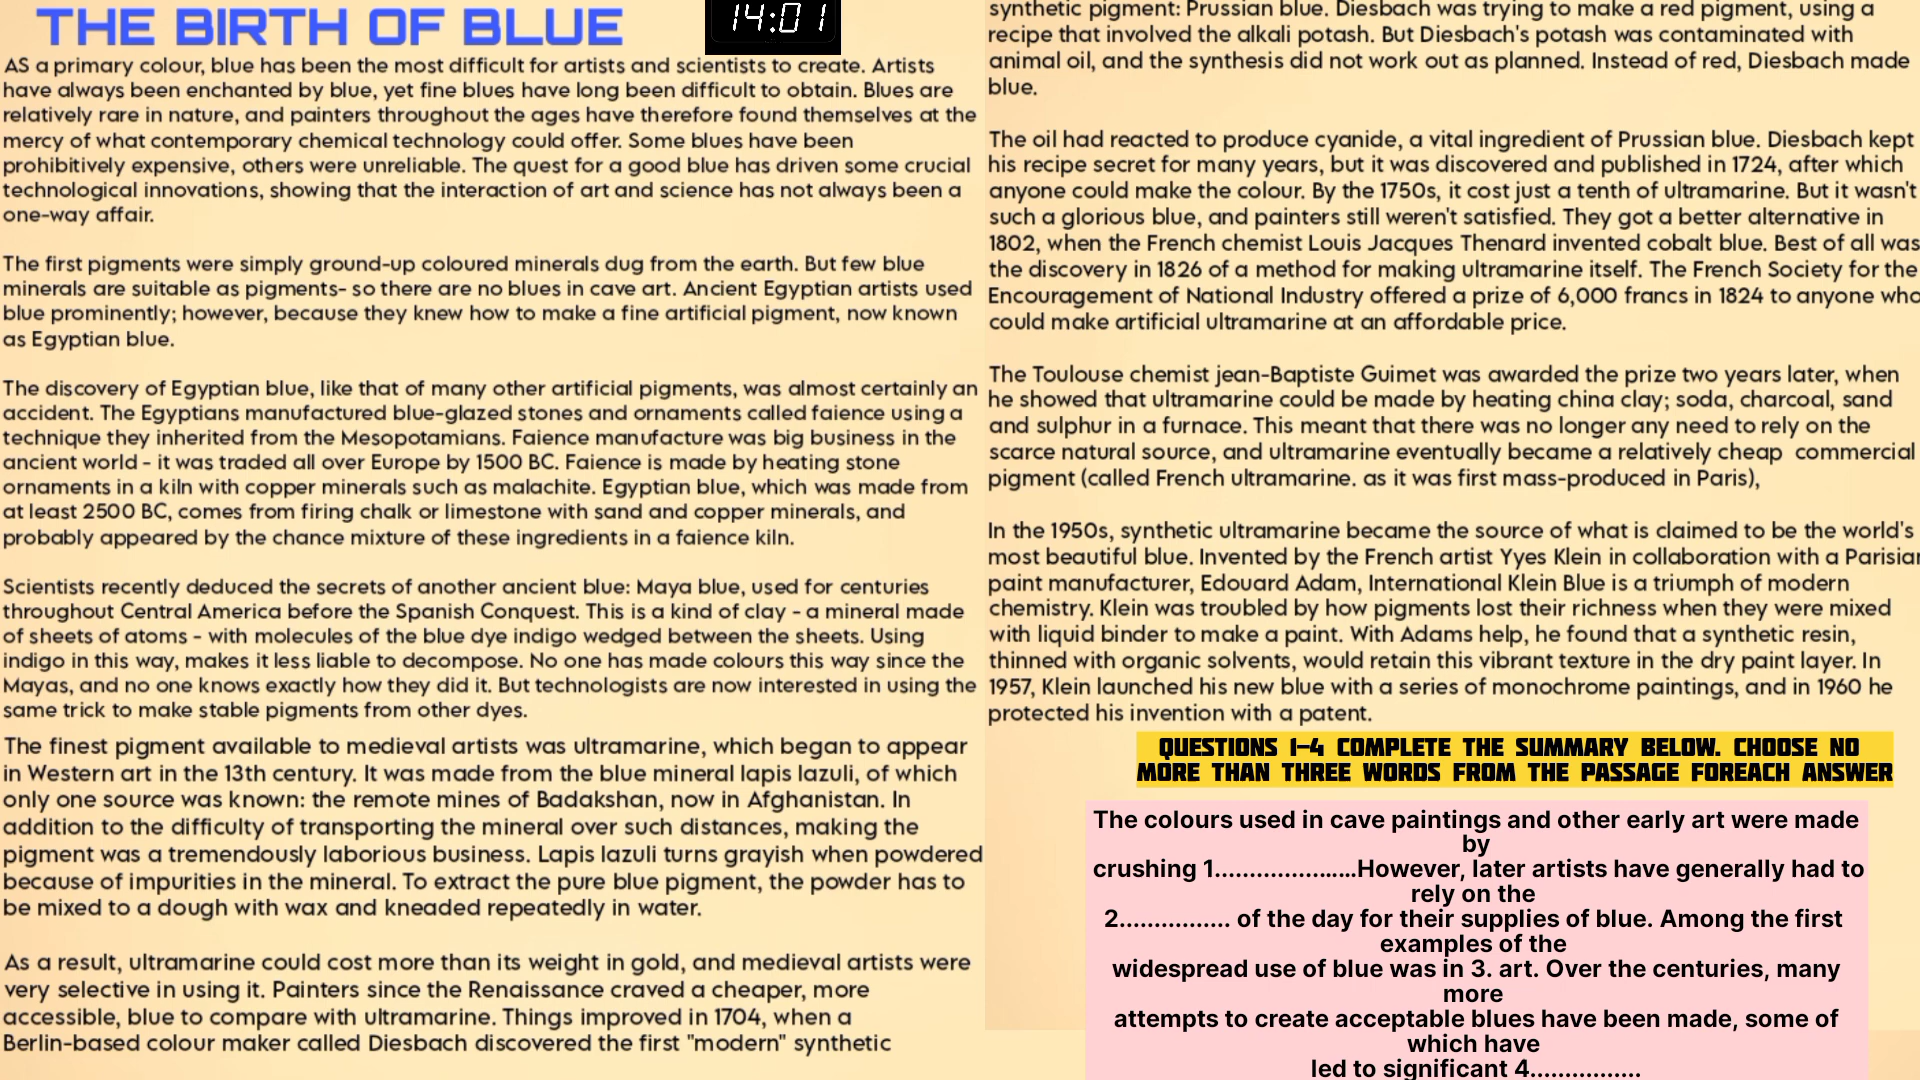 THE BIRTH OF BLUE
14:01
AS a primary colour, blue has been the most difficult for artists and scientists to create. Artists
have always been enchanted by blue, yet fine blues have long been difficult to obtain. Blues are
relatively rare in nature, and painters throughout the ages have therefore found themselves at the
mercy of what contemporary chemical technology could offer. Some blues have been
prohibitively expensive, others were unreliable. The quest for a good blue has driven some crucial
technological innovations, showing that the interaction of art and science has not always been a
one-way affair.
The first pigments were simply ground-up coloured minerals dug from the earth. But few blue
minerals are suitable as pigments- so there are no blues in cave art. Ancient Egyptian artists used
blue prominently; however, because they knew how to make a fine artificial pigment, now known
as Egyptian blue.
The discovery of Egyptian blue, like that of many other artificial pigments, was almost certainly an
accident. The Egyptians manufactured blue-glazed stones and ornaments called faience using a
technique they inherited from the Mesopotamians. Faience manufacture was big business in the
ancient world - it was traded all over Europe by 1500 BC. Faience is made by heating stone
ornaments in a kiln with copper minerals such as malachite. Egyptian blue, which was made from
at least 2500 BC, comes from firing chalk or limestone with sand and copper minerals, and
probably appeared by the chance mixture of these ingredients in a faience kiln.
Scientists recently deduced the secrets of another ancient blue: Maya blue, used for centuries
throughout Central America before the Spanish Conquest. This is a kind of clay - a mineral made
of sheets of atoms - with molecules of the blue dye indigo wedged between the sheets. Using
indigo in this way, makes it less liable to decompose. No one has made colours this way since the
Mayas, and no one knows exactly how they did it. But technologists are now interested in using the
same trick to make stable pigments from other dyes.
The finest pigment available to medieval artists was ultramarine, which began to appear
in Western art in the 13th century. It was made from the blue mineral lapis lazuli, of which
only one source was known: the remote mines of Badakshan, now in Afghanistan. In
addition to the difficulty of transporting the mineral over such distances, making the
pigment was a tremendously laborious business. Lapis lazuli turns grayish when powdered
because of impurities in the mineral. To extract the pure blue pigment, the powder has to
be mixed to a dough with wax and kneaded repeatedly in water.
As a result, ultramarine could cost more than its weight in gold, and medieval artists were
very selective in using it. Painters since the Renaissance craved a cheaper, more
accessible, blue to compare with ultramarine. Things improved in 1704, when a
Berlin-based colour maker called Diesbach discovered the first "modern" synthetic
synthetic pigment: Prussian blue. Diesbach was trying to make a red pigment, using a
recipe that involved the alkali potash. But Diesbach's potash was contaminated with
animal oil, and the synthesis did not work out as planned. Instead of red, Diesbach made
blue.
The oil had reacted to produce cyanide, a vital ingredient of Prussian blue. Diesbach kept
his recipe secret for many years, but it was discovered and published in 1724, after which
anyone could make the colour. By the 1750s, it cost just a tenth of ultramarine. But it wasn't
such a glorious blue, and painters still weren't satisfied. They got a better alternative in
1802, when the French chemist Louis Jacques Thenard invented cobalt blue. Best of all was
the discovery in 1826 of a method for making ultramarine itself. The French Society for the
Encouragement of National Industry offered a prize of 6,000 francs in 1824 to anyone who
could make artificial ultramarine at an affordable price.
The Toulouse chemist jean-Baptiste Guimet was awarded the prize two years later, when
he showed that ultramarine could be made by heating china clay; soda, charcoal, sand
and sulphur in a furnace. This meant that there was no longer any need to rely on the
scarce natural source, and ultramarine eventually became a relatively cheap commercial
pigment (called French ultramarine. as it was first mass-produced in Paris),
In the 1950s, synthetic ultramarine became the source of what is claimed to be the world's
most beautiful blue. Invented by the French artist Yyes Klein in collaboration with a Parisian
paint manufacturer, Edouard Adam, International Klein Blue is a triumph of modern
chemistry. Klein was troubled by how pigments lost their richness when they were mixed
with liquid binder to make a paint. With Adams help, he found that a synthetic resin,
thinned with organic solvents, would retain this vibrant texture in the dry paint layer. In
1957, Klein launched his new blue with a series of monochrome paintings, and in 1960 he
protected his invention with a patent.
QUESTIONS 1-4 COMPLETE THE SUMMARY BELOW. CHOOSE NO
MORE THAN THREE WORDS FROM THE PASSAGE FOREACH ANSWER
The colours used in cave paintings and other early art were made
by
crushing 1.....................However, later artists have generally had to
rely on the
2................ of the day for their supplies of blue. Among the first
examples of the
widespread use of blue was in 3. art. Over the centuries, many
more
attempts to create acceptable blues have been made, some of
which have
led to significant 4................